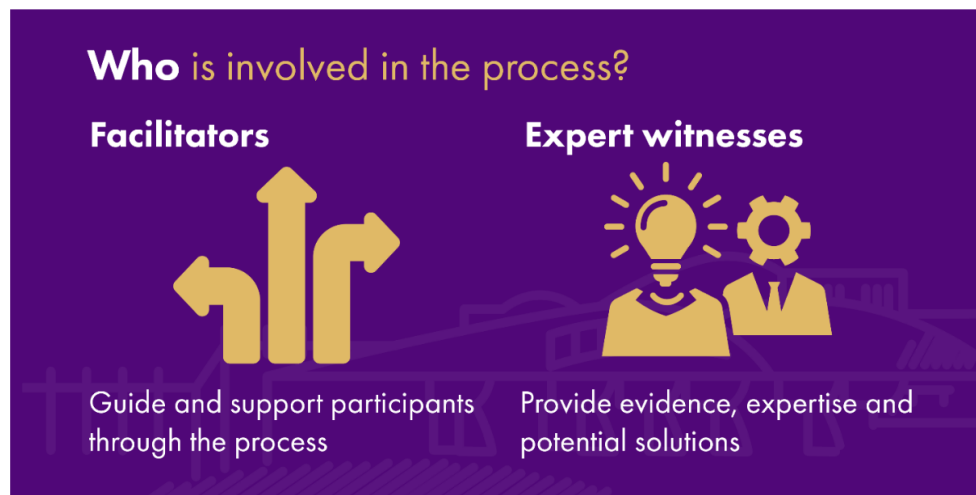 Who is involved in the process?
Facilitators
Guide and support participants
through the process
Expert witnesses
Provide evidence, expertise and
potential solutions